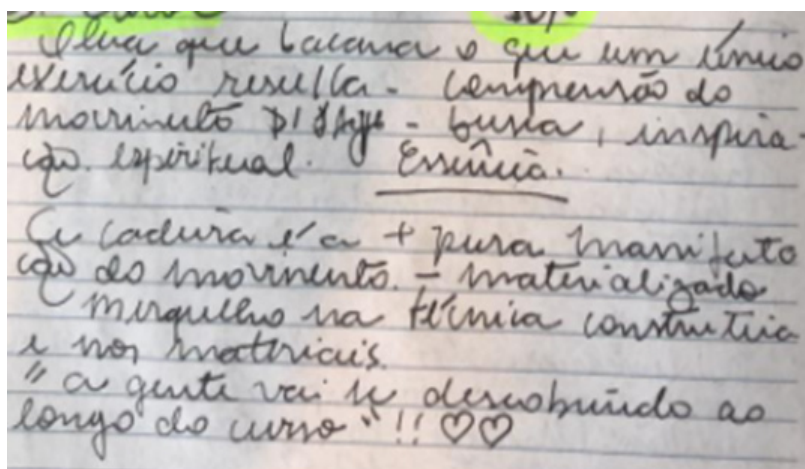 Olha que bacana o que um único
exercício resulta - compreensão do
movimento - busca, inspira-
ção espiritual. Essência.
A cadeira é a + pura manifesta
ção do movimento. - materializado
mergulho na técnica construtiva
e nos materiais.
"a gente vai se descobrindo ao
longo do curso"!! ♡♡